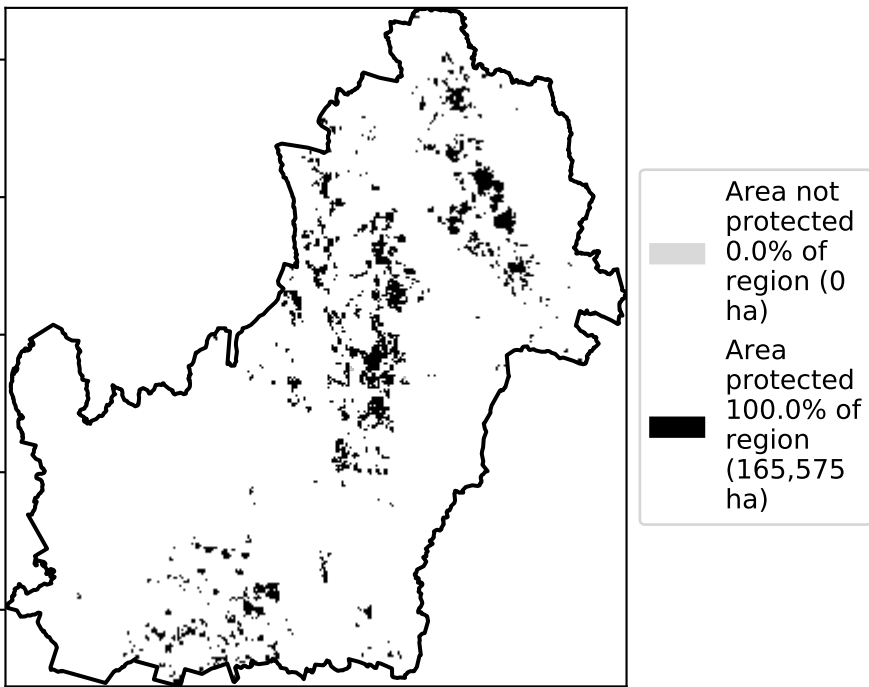 Area not
protected
0.0% of
region (0
ha)
Area
protected
100.0% of
region
(165,575
ha)